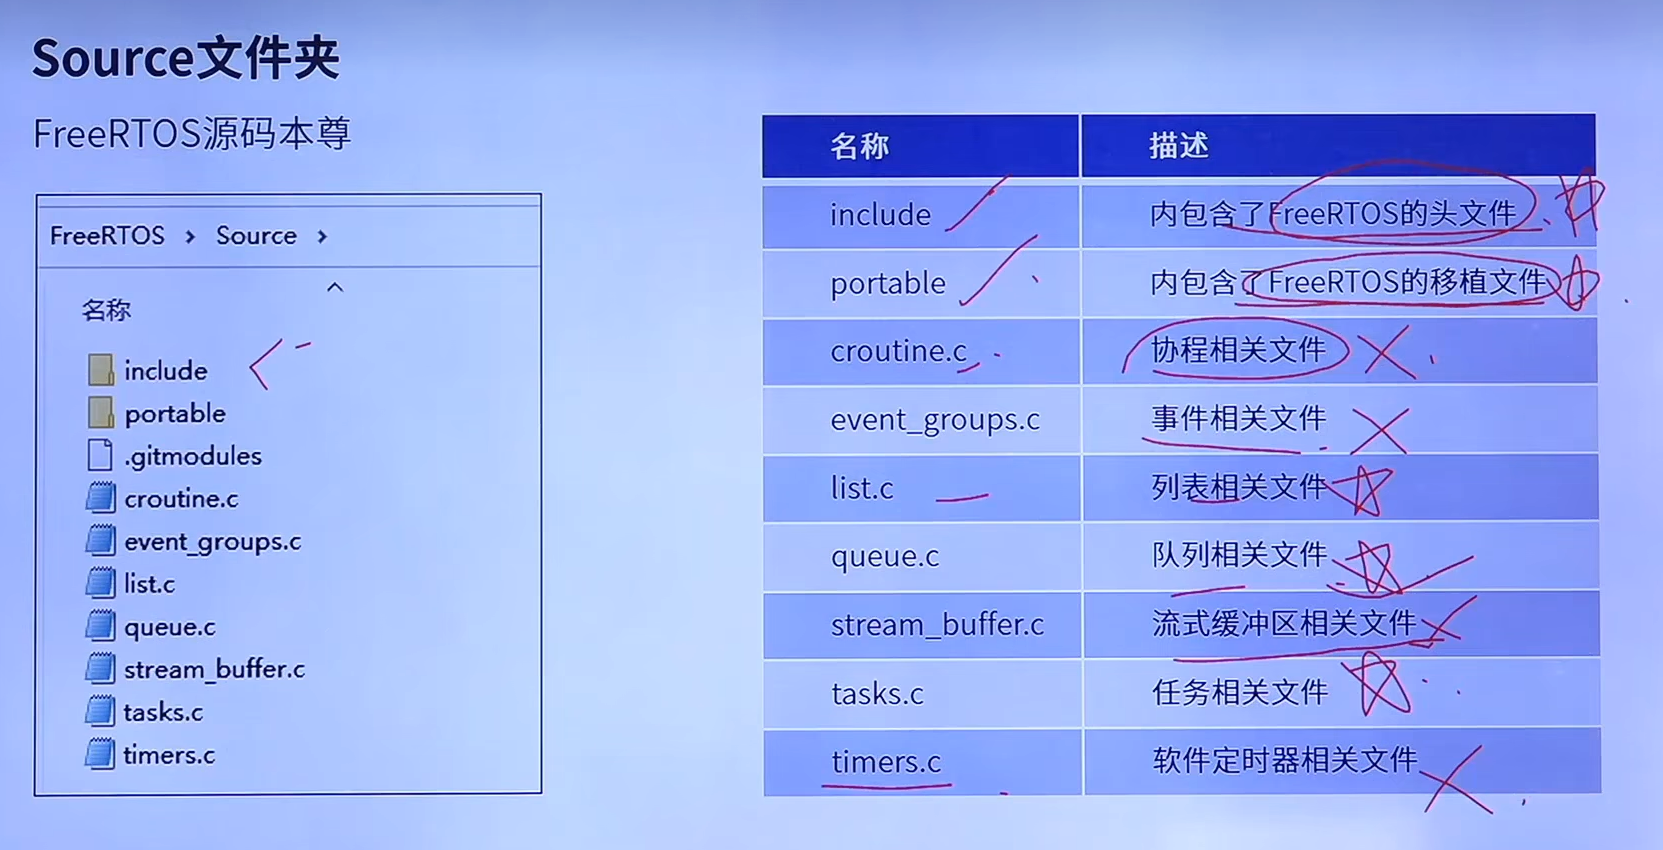 Source文件夹
FreeRTOS源码本尊
FreeRTOS > Source >
名称
include
portable
.gitmodules
croutine.c
event_groups.c
list.c
queue.c
stream_buffer.c
tasks.c
timers.c
名称 描述
include 内包含了FreeRTOS的头文件
portable 内包含了FreeRTOS的移植文件
croutine.c 协程相关文件
event_groups.c 事件相关文件
list.c 列表相关文件
queue.c 队列相关文件
stream_buffer.c 流式缓冲区相关文件
tasks.c 任务相关文件
timers.c 软件定时器相关文件